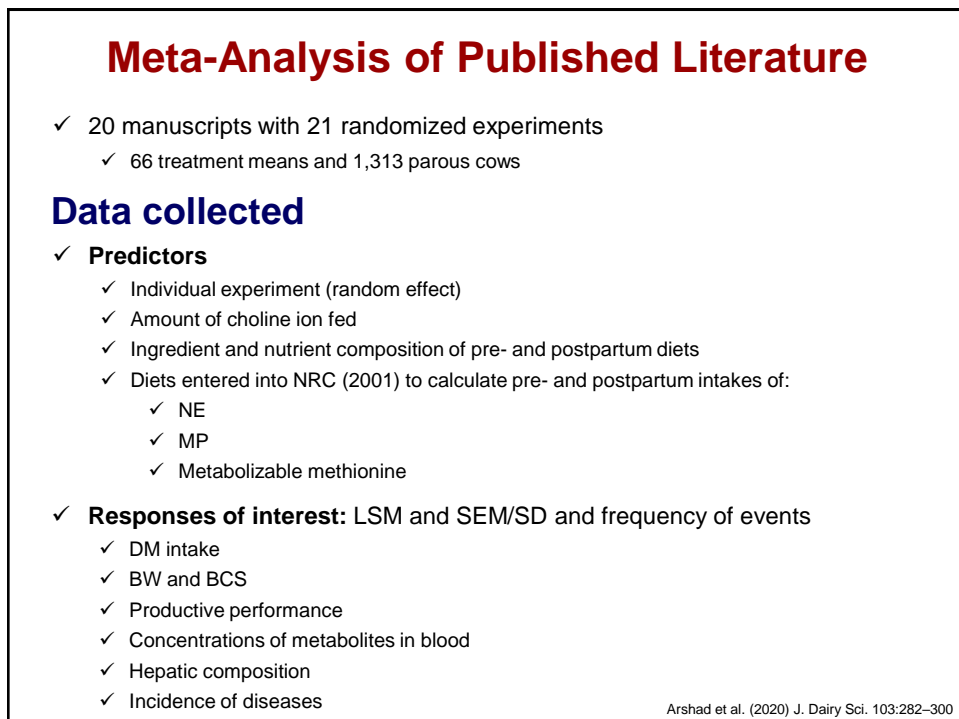 Meta-Analysis of Published Literature
✓ 20 manuscripts with 21 randomized experiments
✓ 66 treatment means and 1,313 parous cows
Data collected
✓ Predictors
✓ Individual experiment (random effect)
✓ Amount of choline ion fed
✓ Ingredient and nutrient composition of pre- and postpartum diets
✓ Diets entered into NRC (2001) to calculate pre- and postpartum intakes of:
✓ NE
✓ MP
✓ Metabolizable methionine
✓ Responses of interest: LSM and SEM/SD and frequency of events
✓ DM intake
✓ BW and BCS
✓ Productive performance
✓ Concentrations of metabolites in blood
✓ Hepatic composition
✓ Incidence of diseases
Arshad et al. (2020) J. Dairy Sci. 103:282–300